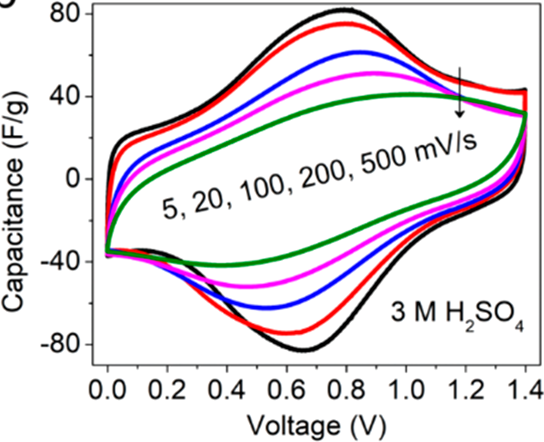 80
40
0
-40
-80
Capacitance (F/g)
5, 20, 100, 200, 500 mV/s
3 M H₂SO₄
0.0 0.2 0.4 0.6 0.8 1.0 1.2 1.4
Voltage (V)